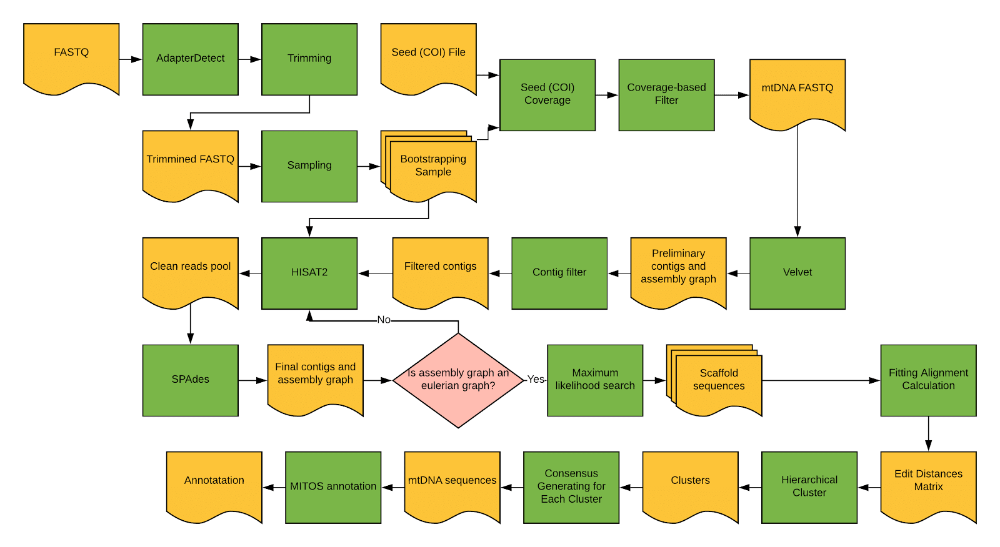 FASTQ
AdapterDetect
Trimming
Seed (COI) File
Seed (COI)
Coverage
Coverage-based
Filter
mtDNA FASTQ
Trimmined FASTQ
Sampling
Bootstrapping
Sample
Clean reads pool
HISAT2
Filtered contigs
Contig filter
Preliminary
contigs and
assembly graph
Velvet
No
SPAdes
Final contigs and
assembly graph
Is assembly graph an
eulerian graph?
Yes
Maximum
likelihood search
Scaffold
sequences
Fitting Alignment
Calculation
Annotatation
MITOS annotation
mtDNA sequences
Consensus
Generating for
Each Cluster
Clusters
Hierarchical
Cluster
Edit Distances
Matrix